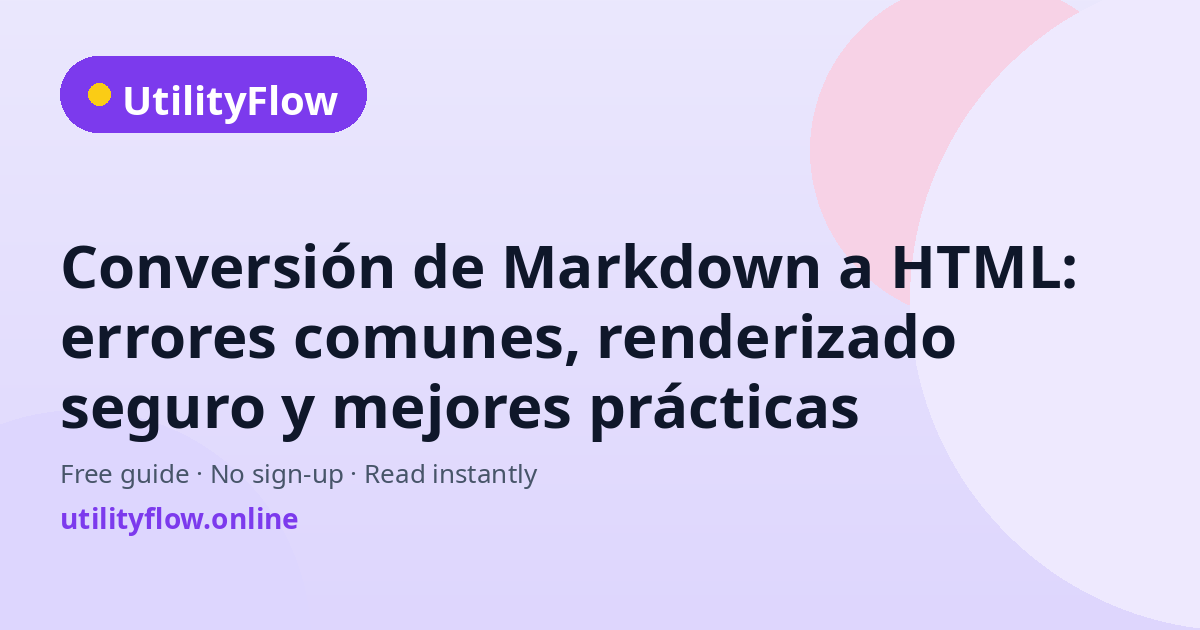 UtilityFlow
Conversión de Markdown a HTML:
errores comunes, renderizado
seguro y mejores prácticas
Free guide · No sign-up · Read instantly
utilityflow.online